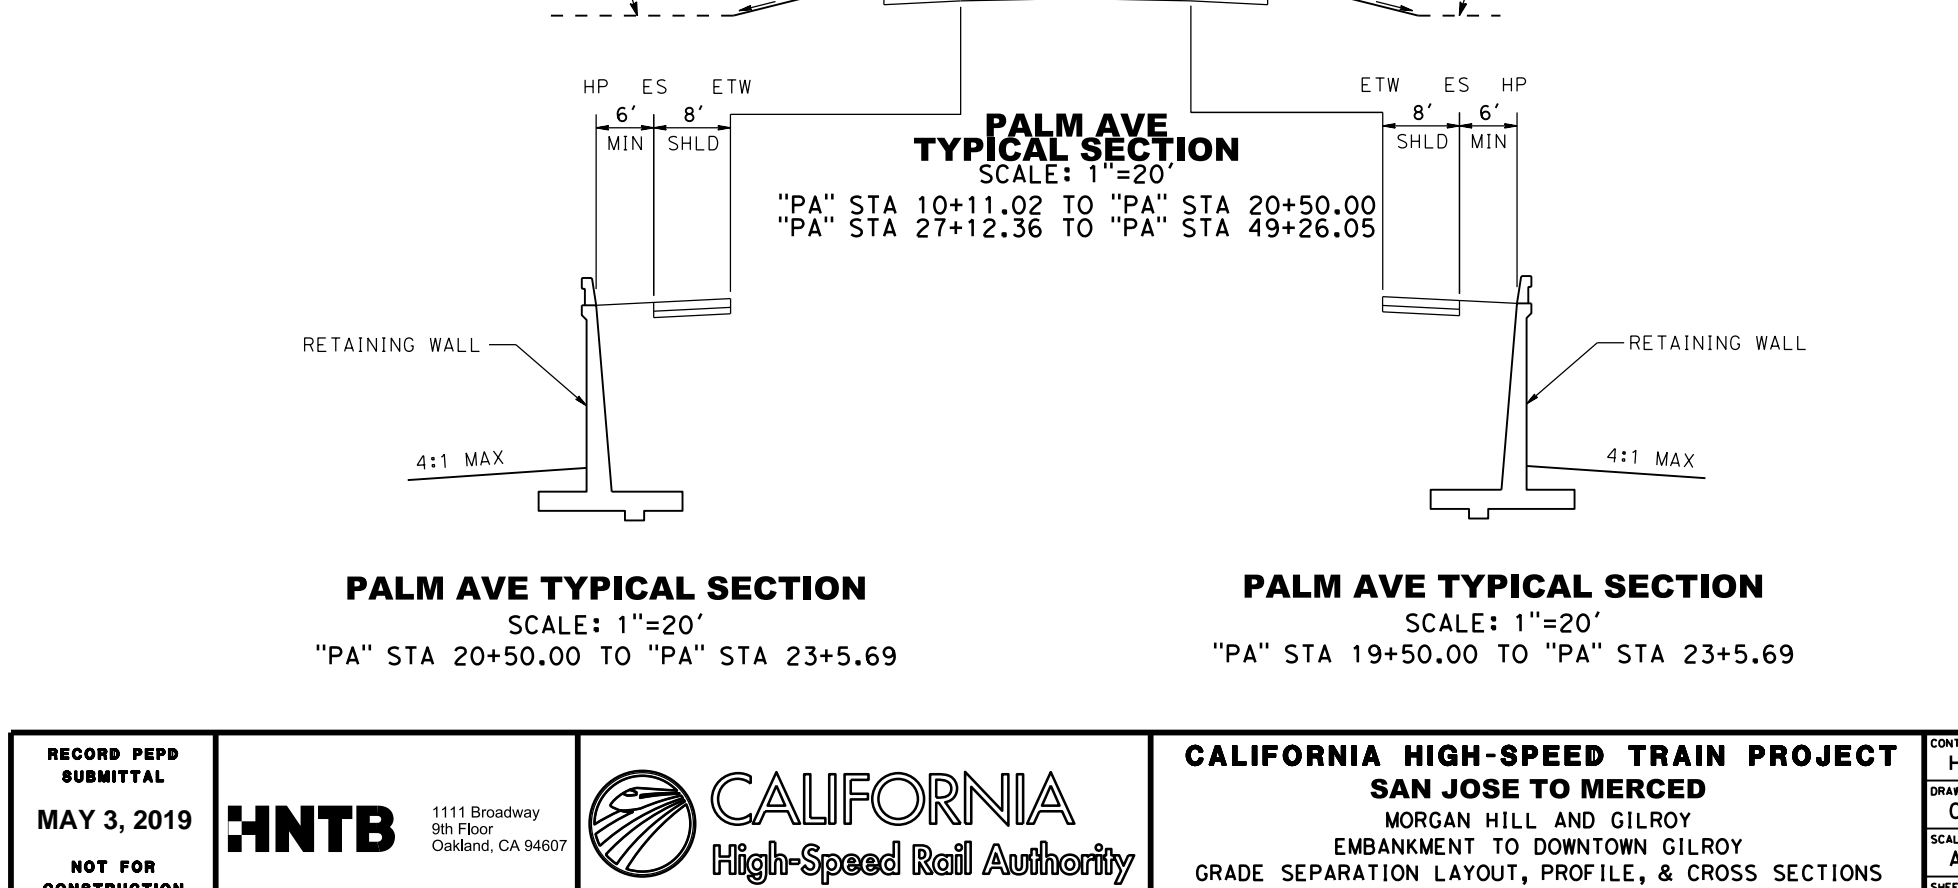 HP ES ETW
6′ 8′
MIN SHLD
ETW ES HP
8′ 6′
SHLD MIN
PALM AVE
TYPICAL SECTION
SCALE: 1"=20′
"PA" STA 10+11.02 TO "PA" STA 20+50.00
"PA" STA 27+12.36 TO "PA" STA 49+26.05
RETAINING WALL
RETAINING WALL
4:1 MAX
4:1 MAX
PALM AVE TYPICAL SECTION
SCALE: 1"=20′
"PA" STA 20+50.00 TO "PA" STA 23+5.69
PALM AVE TYPICAL SECTION
SCALE: 1"=20′
"PA" STA 19+50.00 TO "PA" STA 23+5.69
RECORD PEPD
SUBMITTAL
MAY 3, 2019
NOT FOR
CONSTRUCTION
HNTB
1111 Broadway
9th Floor
Oakland, CA 94607
CALIFORNIA
High-Speed Rail Authority
CALIFORNIA HIGH-SPEED TRAIN PROJECT
SAN JOSE TO MERCED
MORGAN HILL AND GILROY
EMBANKMENT TO DOWNTOWN GILROY
GRADE SEPARATION LAYOUT, PROFILE, & CROSS SECTIONS